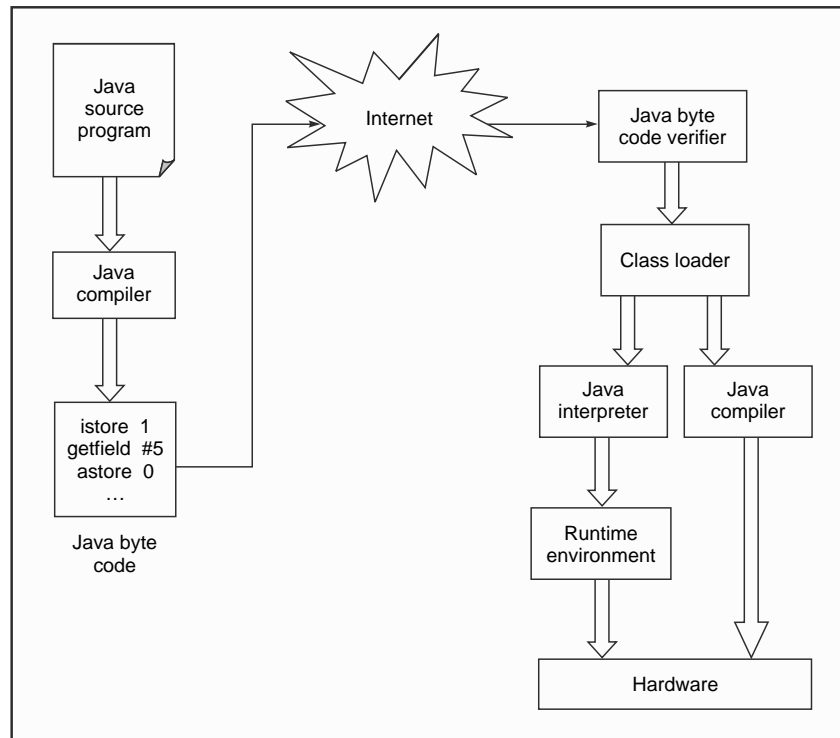 Java
source
program
Java
compiler
istore 1
getfield #5
astore 0
…
Java byte
code
Internet
Java byte
code verifier
Class loader
Java
interpreter
Java
compiler
Runtime
environment
Hardware